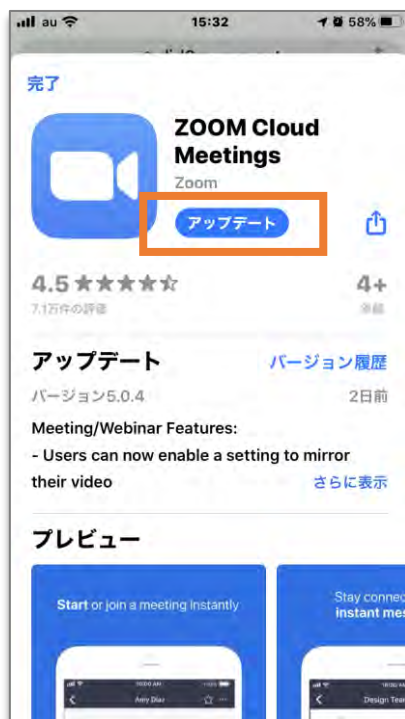 au 15:32 58%
完了
ZOOM Cloud
Meetings
Zoom
アップデート
4.5★★★★⯪ 4+
7.1万件の評価 年齢
アップデート バージョン履歴
バージョン5.0.4 2日前
Meeting/Webinar Features:
- Users can now enable a setting to mirror
their video さらに表示
プレビュー
Start or join a meeting instantly
Stay connec
instant mes
Amy Diaz
Design Tea